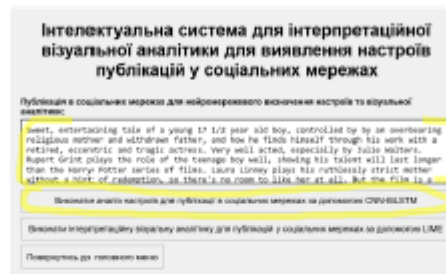 Інтелектуальна система для інтерпретаційної
візуальної аналітики для виявлення настроїв
публікацій у соціальних мережах
Публікація в соціальних мережах для нейромережевого визначення настроїв та візуальної
аналітики:
Sweet, entertaining tale of a young 17 1/2 year old boy, controlled by by an overbearing
religious mother and withdrawn father, and how he finds himself through his work with a
retired, eccentric and tragic actress. Very well acted, especially by Julie Walters.
Rupert Grint plays the role of the teenage boy well, showing his talent will last longer
than the Harry Potter series of films. Laura Linney plays his ruthlessly strict mother
without a hint of redemption, so there's no room to like her at all. But the film is a
Виконати аналіз настроїв для публікації в соціальних мережах за допомогою CNN-BiLSTM
Виконати інтерпретаційну візуальну аналітику для публікацій у соціальних мережах за допомогою LIME
Повернутись до головного меню